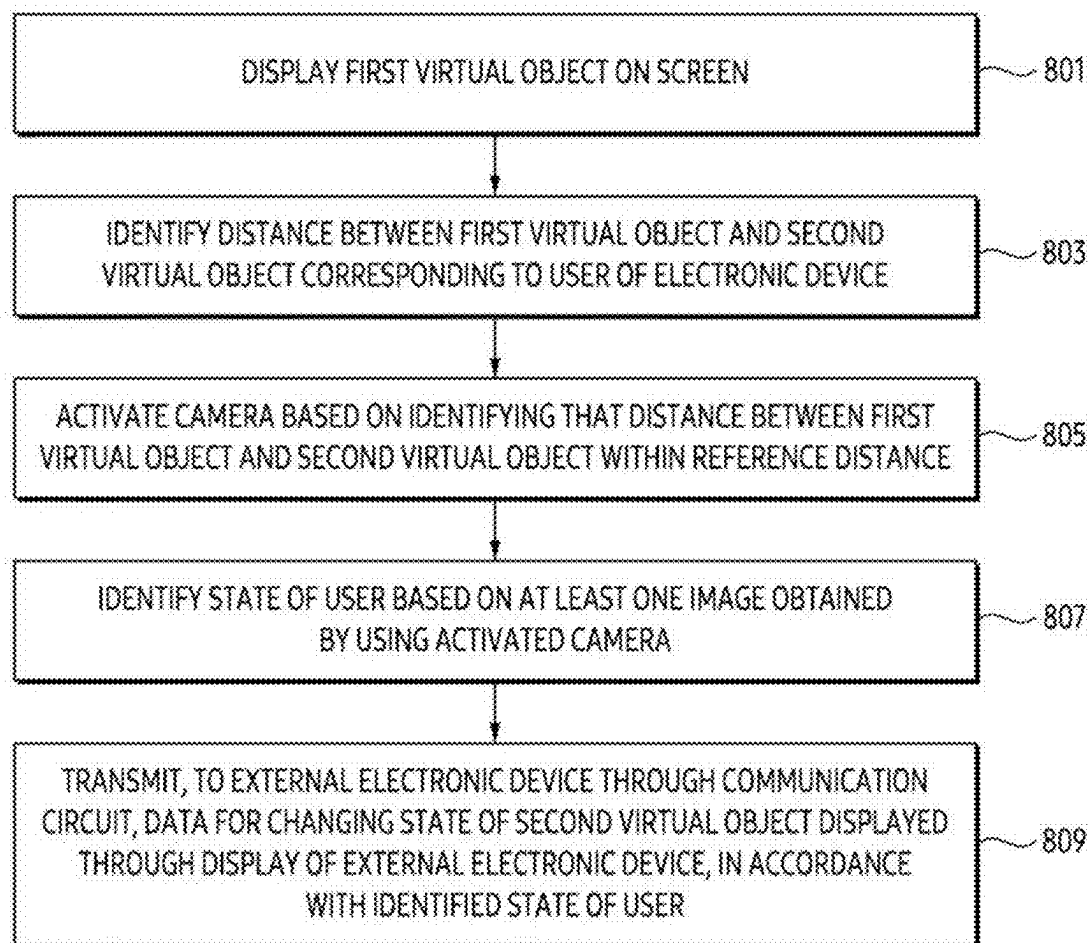 DISPLAY FIRST VIRTUAL OBJECT ON SCREEN
801
IDENTIFY DISTANCE BETWEEN FIRST VIRTUAL OBJECT AND SECOND
VIRTUAL OBJECT CORRESPONDING TO USER OF ELECTRONIC DEVICE
803
ACTIVATE CAMERA BASED ON IDENTIFYING THAT DISTANCE BETWEEN FIRST
VIRTUAL OBJECT AND SECOND VIRTUAL OBJECT WITHIN REFERENCE DISTANCE
805
IDENTIFY STATE OF USER BASED ON AT LEAST ONE IMAGE OBTAINED
BY USING ACTIVATED CAMERA
807
TRANSMIT, TO EXTERNAL ELECTRONIC DEVICE THROUGH COMMUNICATION
CIRCUIT, DATA FOR CHANGING STATE OF SECOND VIRTUAL OBJECT DISPLAYED
THROUGH DISPLAY OF EXTERNAL ELECTRONIC DEVICE, IN ACCORDANCE
WITH IDENTIFIED STATE OF USER
809